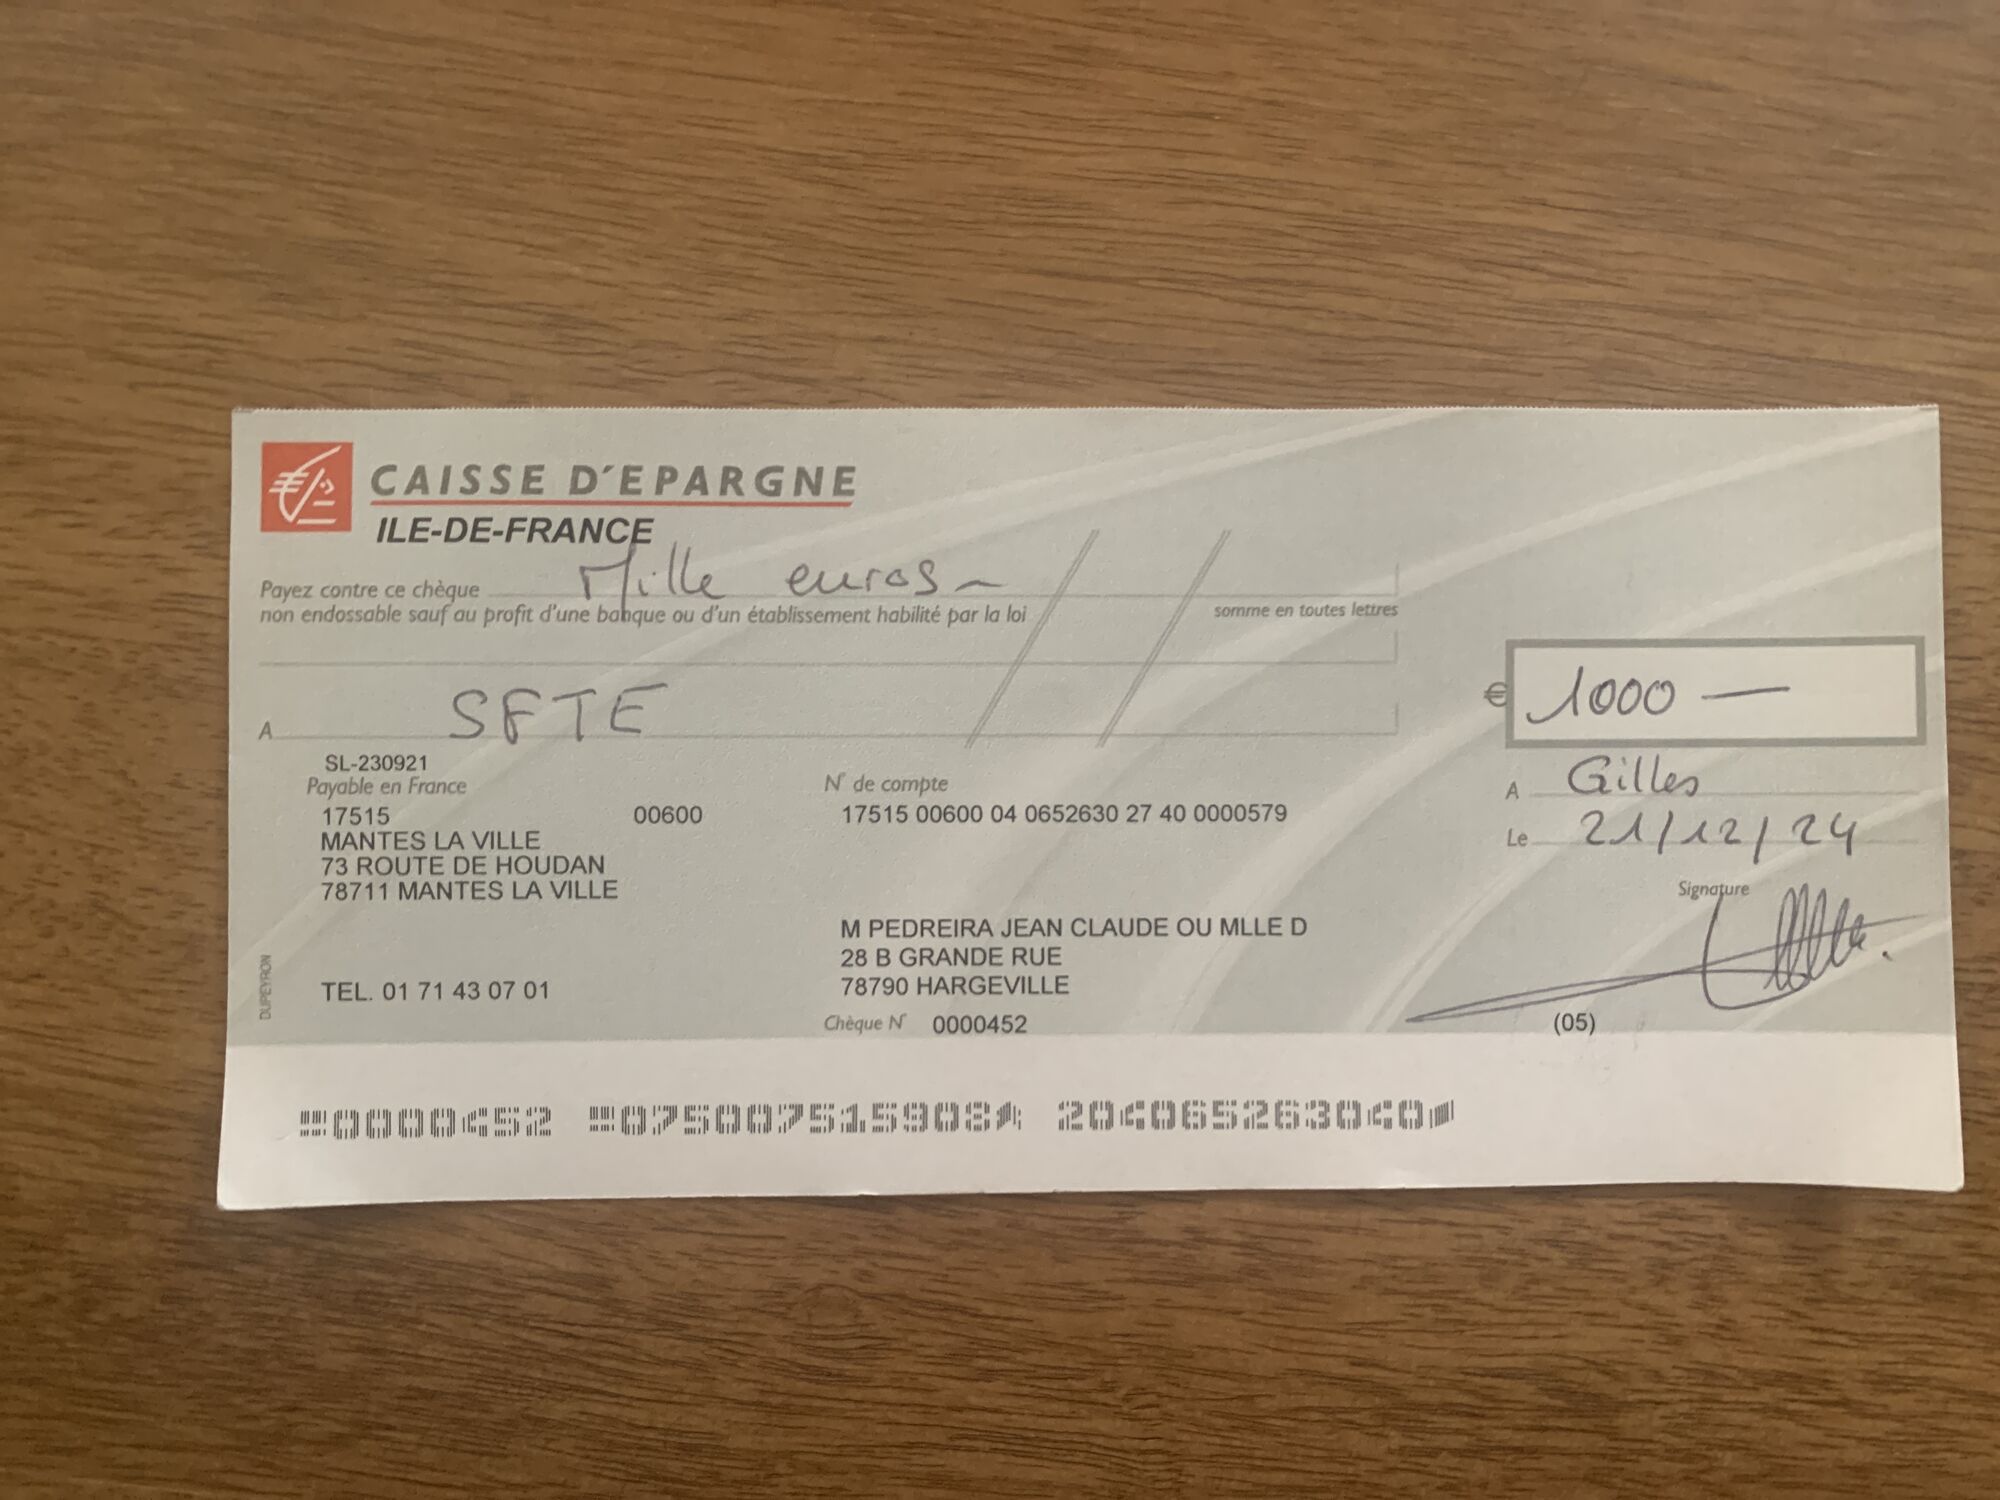 CAISSE D'EPARGNE
ILE-DE-FRANCE
Payez contre ce chèque Mille euros
non endossable sauf au profit d'une banque ou d'un établissement habilité par la loi
somme en toutes lettres
A SFTE
€ 1000 —
SL-230921
Payable en France
17515 00600
MANTES LA VILLE
73 ROUTE DE HOUDAN
78711 MANTES LA VILLE
TEL. 01 71 43 07 01
DUPEYRON
N° de compte
17515 00600 04 0652630 27 40 0000579
M PEDREIRA JEAN CLAUDE OU MLLE D
28 B GRANDE RUE
78790 HARGEVILLE
Chèque N° 0000452
A Gilles
Le 21/12/24
Signature
(05)
0000452 075007515908 204065263040